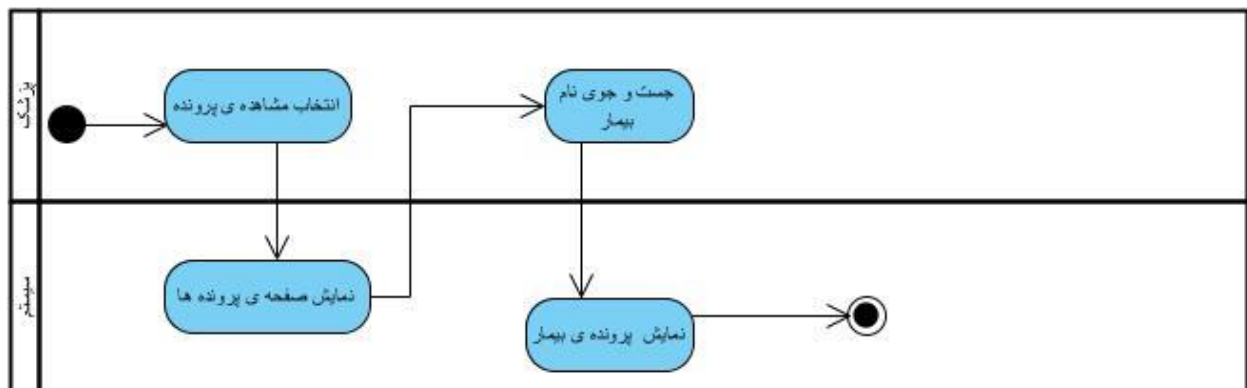 پزشک
انتخاب مشاهده ی پرونده
جست و جوی نام
بیمار
سیستم
نمایش صفحه ی پرونده ها
نمایش پرونده ی بیمار